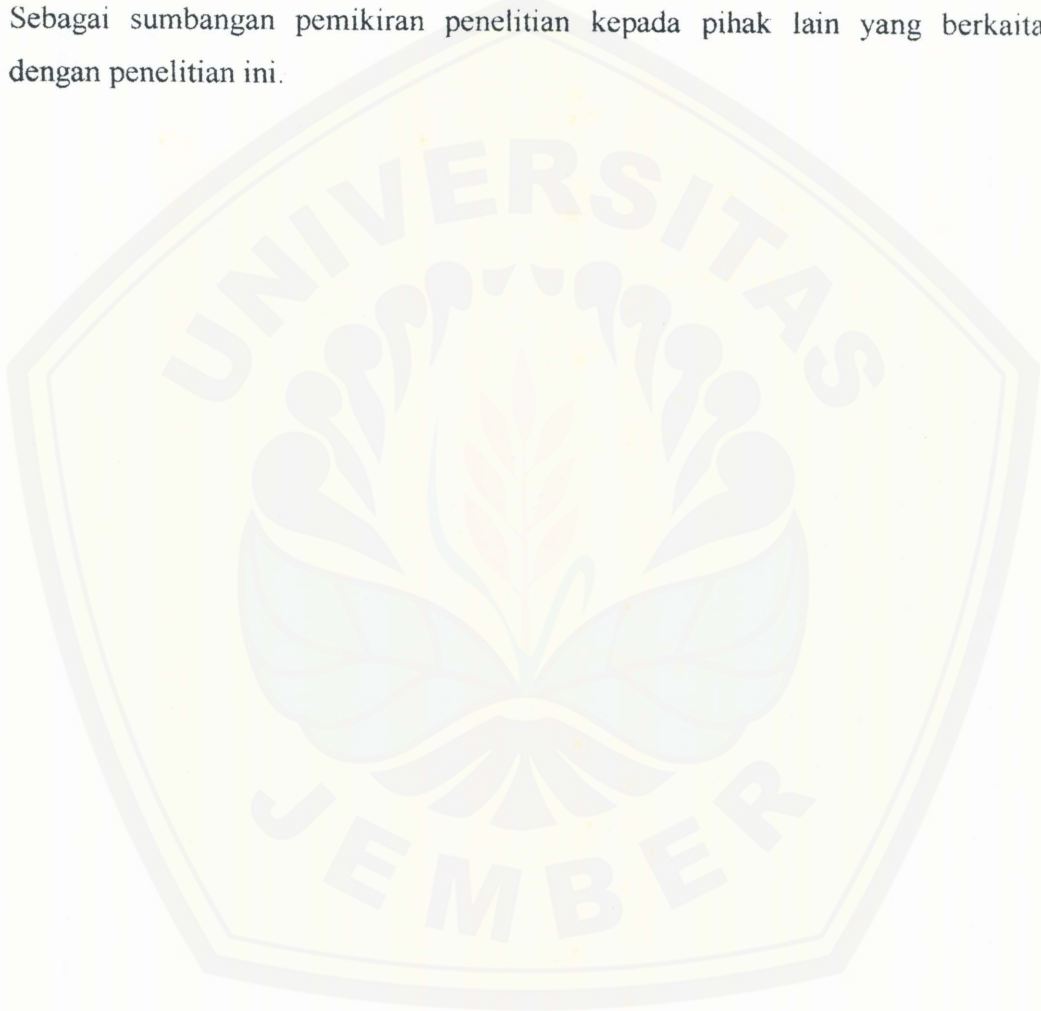 Sebagai sumbangan pemikiran penelitian kepada pihak lain yang berkaita
dengan penelitian ini.
UNIVERSITAS
JEMBER